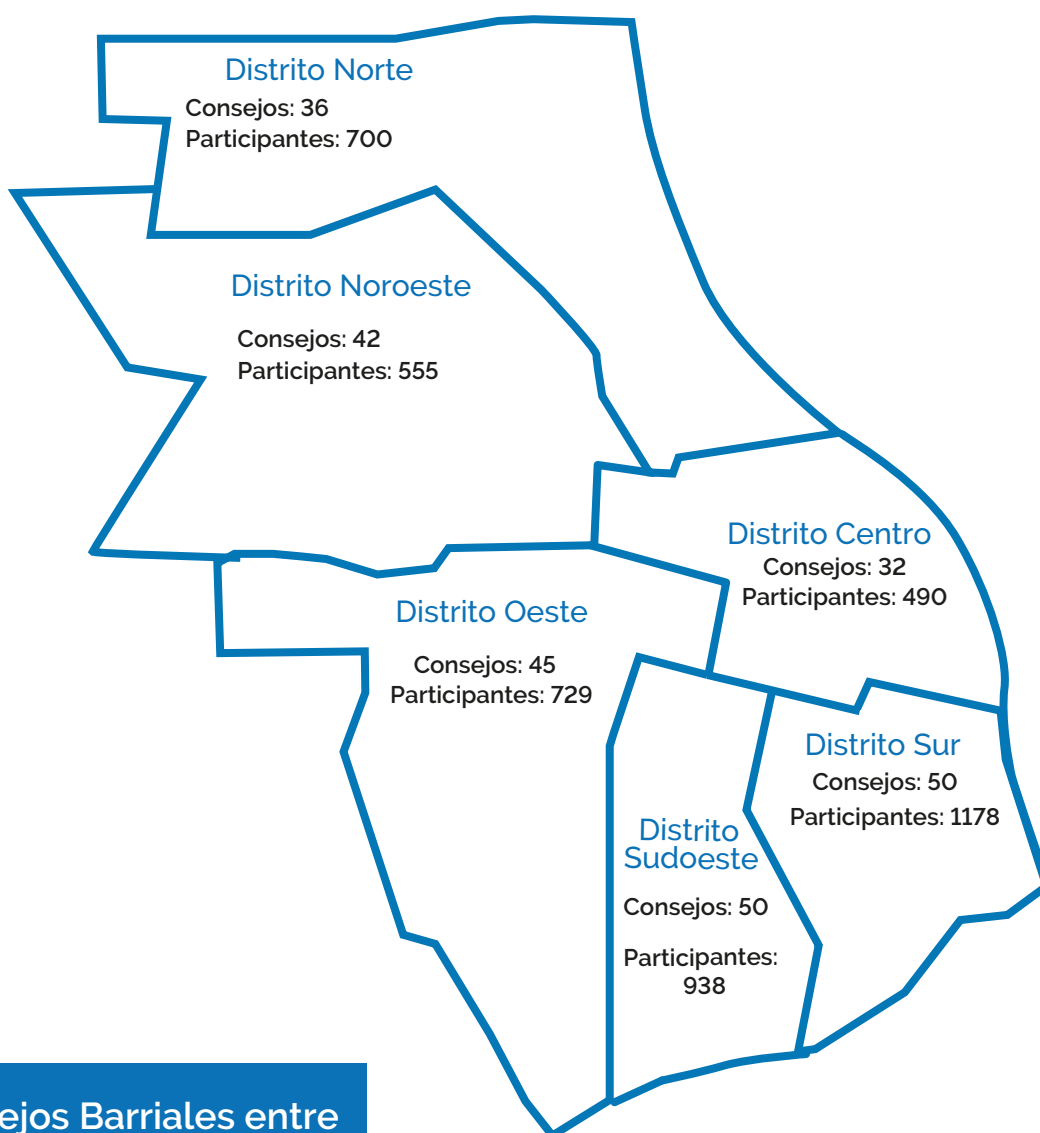 Distrito Norte
Consejos: 36
Participantes: 700
Distrito Noroeste
Consejos: 42
Participantes: 555
Distrito Centro
Consejos: 32
Participantes: 490
Distrito Oeste
Consejos: 45
Participantes: 729
Distrito Sur
Consejos: 50
Participantes: 1178
Distrito
Sudoeste
Consejos: 50
Participantes:
938
Barriales entre